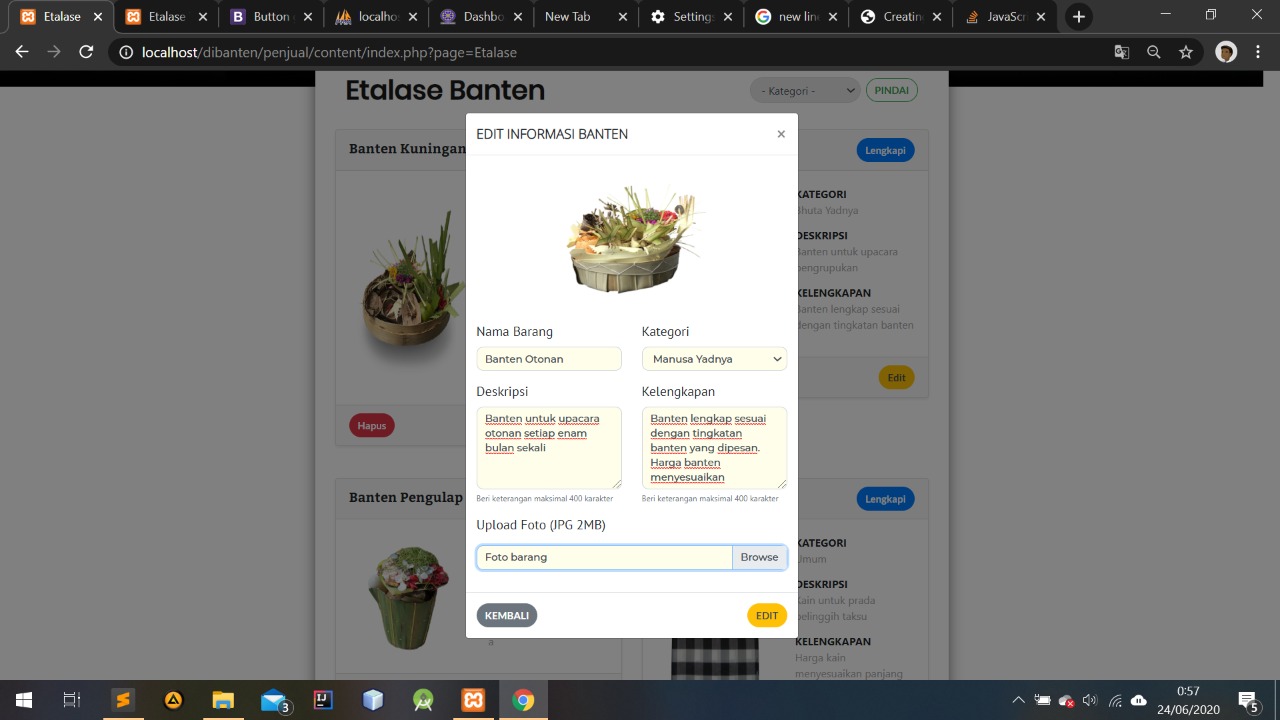 Etalase
Etalase
Button
localho
Dashbo
New Tab
Setting
new line
Creatin
JavaScr
localhost/dibanten/penjual/content/index.php?page=Etalase
Etalase Banten
- Kategori -
PINDAI
EDIT INFORMASI BANTEN
×
Banten Kuningan
Lengkapi
KATEGORI
Bhuta Yadnya
DESKRIPSI
Banten untuk upacara
pengrupukan
KELENGKAPAN
Banten lengkap sesuai
dengan tingkatan banten
Edit
Hapus
Nama Barang
Kategori
Banten Otonan
Manusa Yadnya
Deskripsi
Kelengkapan
Banten untuk upacara
otonan setiap enam
bulan sekali
Banten lengkap sesuai
dengan tingkatan
banten yang dipesan.
Harga banten
menyesuaikan
Beri keterangan maksimal 400 karakter
Beri keterangan maksimal 400 karakter
Upload Foto (JPG 2MB)
Foto barang
Browse
KEMBALI
EDIT
Banten Pengulap
Lengkapi
KATEGORI
Umum
DESKRIPSI
Kain untuk prada
pelinggih taksu
KELENGKAPAN
Harga kain
menyesuaikan panjang
a
3
0:57
24/06/2020
5